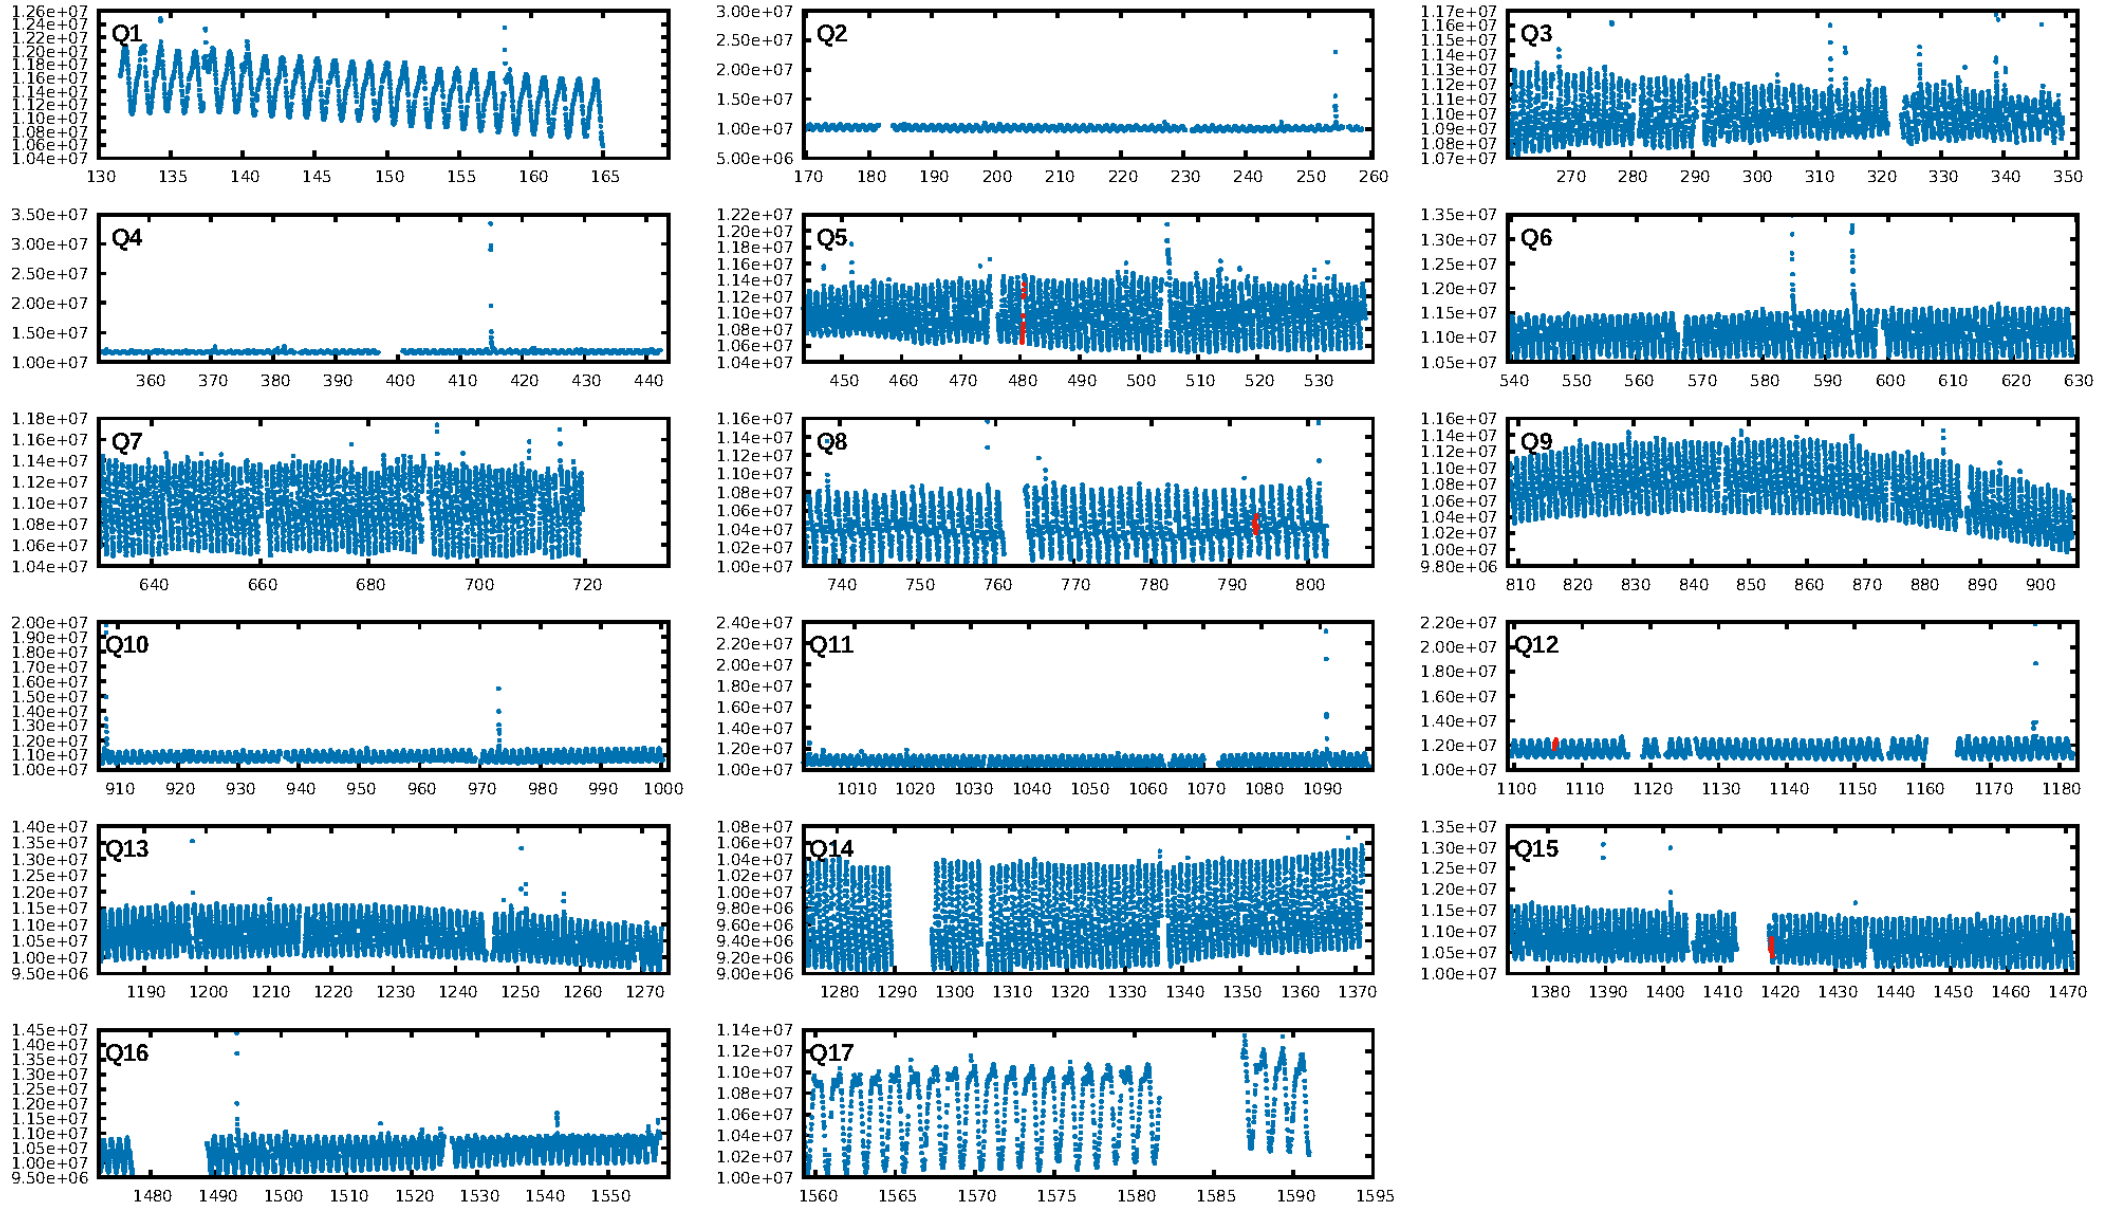 1.26e+07
1.24e+07
1.22e+07
1.20e+07
1.18e+07
1.16e+07
1.14e+07
1.12e+07
1.10e+07
1.08e+07
1.06e+07
1.04e+07
Q1
130 135 140 145 150 155 160 165
3.00e+07
2.50e+07
2.00e+07
1.50e+07
1.00e+07
5.00e+06
Q2
170 180 190 200 210 220 230 240 250 260
1.17e+07
1.16e+07
1.15e+07
1.14e+07
1.13e+07
1.12e+07
1.11e+07
1.10e+07
1.09e+07
1.08e+07
1.07e+07
Q3
270 280 290 300 310 320 330 340 350
3.50e+07
3.00e+07
2.50e+07
2.00e+07
1.50e+07
1.00e+07
Q4
360 370 380 390 400 410 420 430 440
1.22e+07
1.20e+07
1.18e+07
1.16e+07
1.14e+07
1.12e+07
1.10e+07
1.08e+07
1.06e+07
1.04e+07
Q5
450 460 470 480 490 500 510 520 530
1.35e+07
1.30e+07
1.25e+07
1.20e+07
1.15e+07
1.10e+07
1.05e+07
Q6
540 550 560 570 580 590 600 610 620 630
1.18e+07
1.16e+07
1.14e+07
1.12e+07
1.10e+07
1.08e+07
1.06e+07
1.04e+07
Q7
640 660 680 700 720
1.16e+07
1.14e+07
1.12e+07
1.10e+07
1.08e+07
1.06e+07
1.04e+07
1.02e+07
1.00e+07
Q8
740 750 760 770 780 790 800
1.16e+07
1.14e+07
1.12e+07
1.10e+07
1.08e+07
1.06e+07
1.04e+07
1.02e+07
1.00e+07
9.80e+06
Q9
810 820 830 840 850 860 870 880 890 900
2.00e+07
1.90e+07
1.80e+07
1.70e+07
1.60e+07
1.50e+07
1.40e+07
1.30e+07
1.20e+07
1.10e+07
1.00e+07
Q10
910 920 930 940 950 960 970 980 990 1000
2.40e+07
2.20e+07
2.00e+07
1.80e+07
1.60e+07
1.40e+07
1.20e+07
1.00e+07
Q11
1010 1020 1030 1040 1050 1060 1070 1080 1090
2.20e+07
2.00e+07
1.80e+07
1.60e+07
1.40e+07
1.20e+07
1.00e+07
Q12
1100 1110 1120 1130 1140 1150 1160 1170 1180
1.40e+07
1.35e+07
1.30e+07
1.25e+07
1.20e+07
1.15e+07
1.10e+07
1.05e+07
1.00e+07
9.50e+06
Q13
1190 1200 1210 1220 1230 1240 1250 1260 1270
1.08e+07
1.06e+07
1.04e+07
1.02e+07
1.00e+07
9.80e+06
9.60e+06
9.40e+06
9.20e+06
9.00e+06
Q14
1280 1290 1300 1310 1320 1330 1340 1350 1360 1370
1.35e+07
1.30e+07
1.25e+07
1.20e+07
1.15e+07
1.10e+07
1.05e+07
1.00e+07
Q15
1380 1390 1400 1410 1420 1430 1440 1450 1460 1470
1.45e+07
1.40e+07
1.35e+07
1.30e+07
1.25e+07
1.20e+07
1.15e+07
1.10e+07
1.05e+07
1.00e+07
9.50e+06
Q16
1480 1490 1500 1510 1520 1530 1540 1550
1.14e+07
1.12e+07
1.10e+07
1.08e+07
1.06e+07
1.04e+07
1.02e+07
1.00e+07
Q17
1560 1565 1570 1575 1580 1585 1590 1595